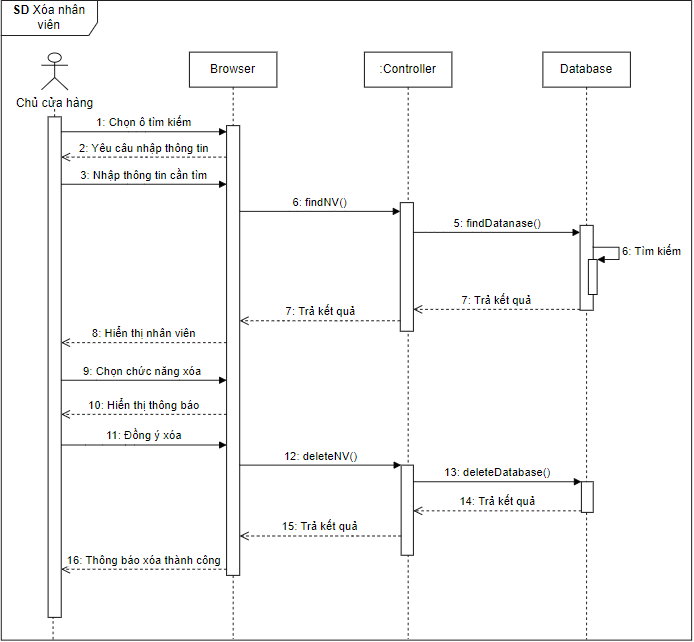 SD Xóa nhân
viên
Browser
:Controller
Database
Chủ cửa hàng
1: Chọn ô tìm kiếm
2: Yêu cầu nhập thông tin
3: Nhập thông tin cần tìm
6: findNV()
5: findDatanase()
6: Tìm kiếm
7: Trả kết quả
7: Trả kết quả
8: Hiển thị nhân viên
9: Chọn chức năng xóa
10: Hiển thị thông báo
11: Đồng ý xóa
12: deleteNV()
13: deleteDatabase()
14: Trả kết quả
15: Trả kết quả
16: Thông báo xóa thành công